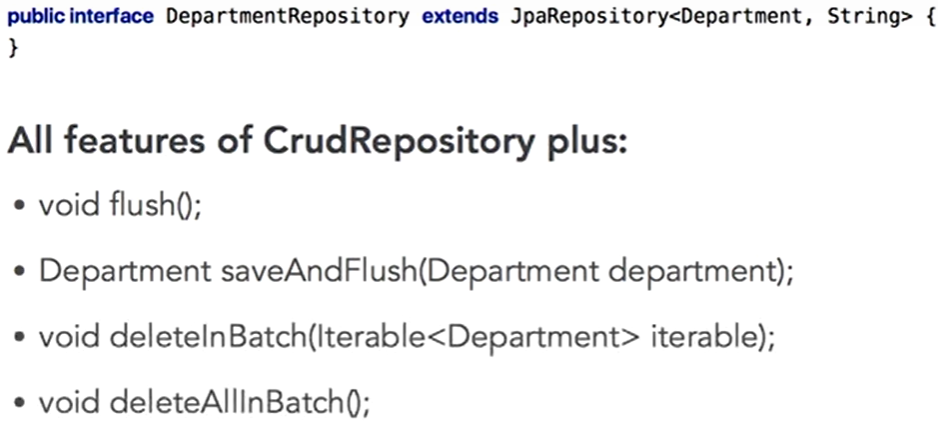 public interface DepartmentRepository extends JpaRepository<Department, String> {
}
All features of CrudRepository plus:
• void flush();
• Department saveAndFlush(Department department);
• void deleteInBatch(Iterable<Department> iterable);
• void deleteAllInBatch();